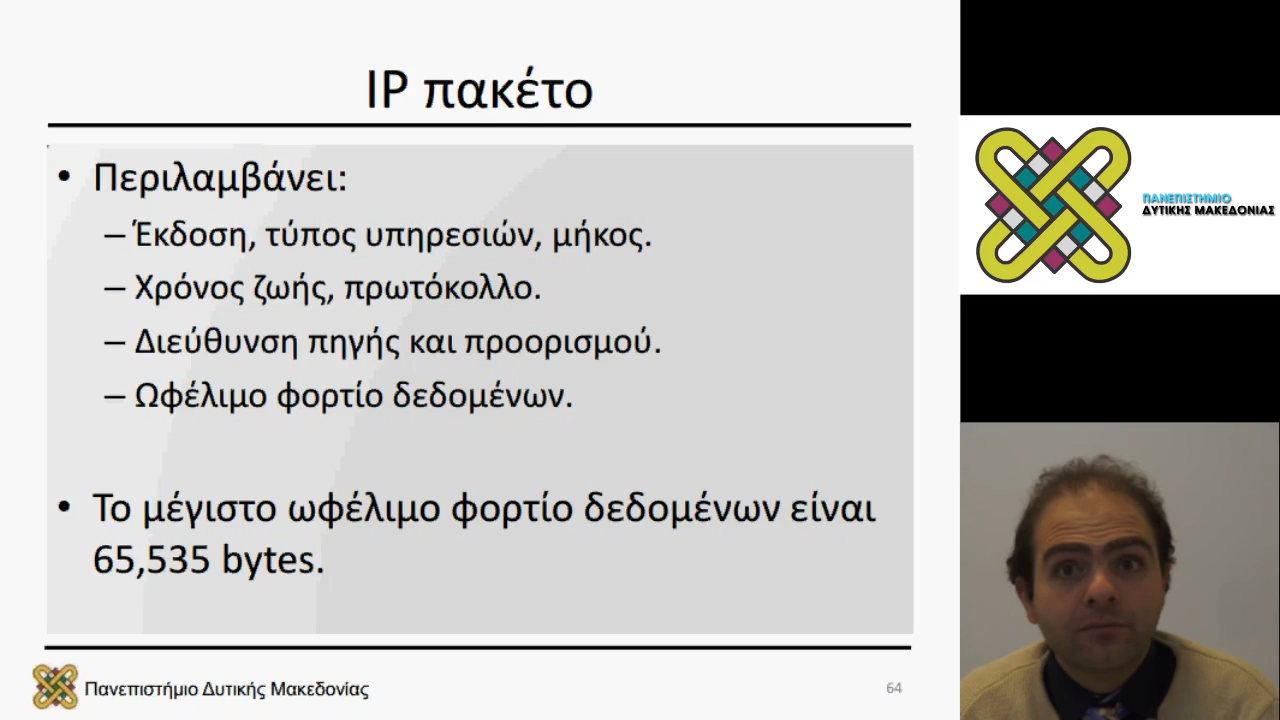 IP πακέτο
• Περιλαμβάνει:
– Έκδοση, τύπος υπηρεσιών, μήκος.
– Χρόνος ζωής, πρωτόκολλο.
– Διεύθυνση πηγής και προορισμού.
– Ωφέλιμο φορτίο δεδομένων.
• Το μέγιστο ωφέλιμο φορτίο δεδομένων είναι
65,535 bytes.
Πανεπιστήμιο Δυτικής Μακεδονίας
64
ΠΑΝΕΠΙΣΤΗΜΙΟ
ΔΥΤΙΚΗΣ ΜΑΚΕΔΟΝΙΑΣ